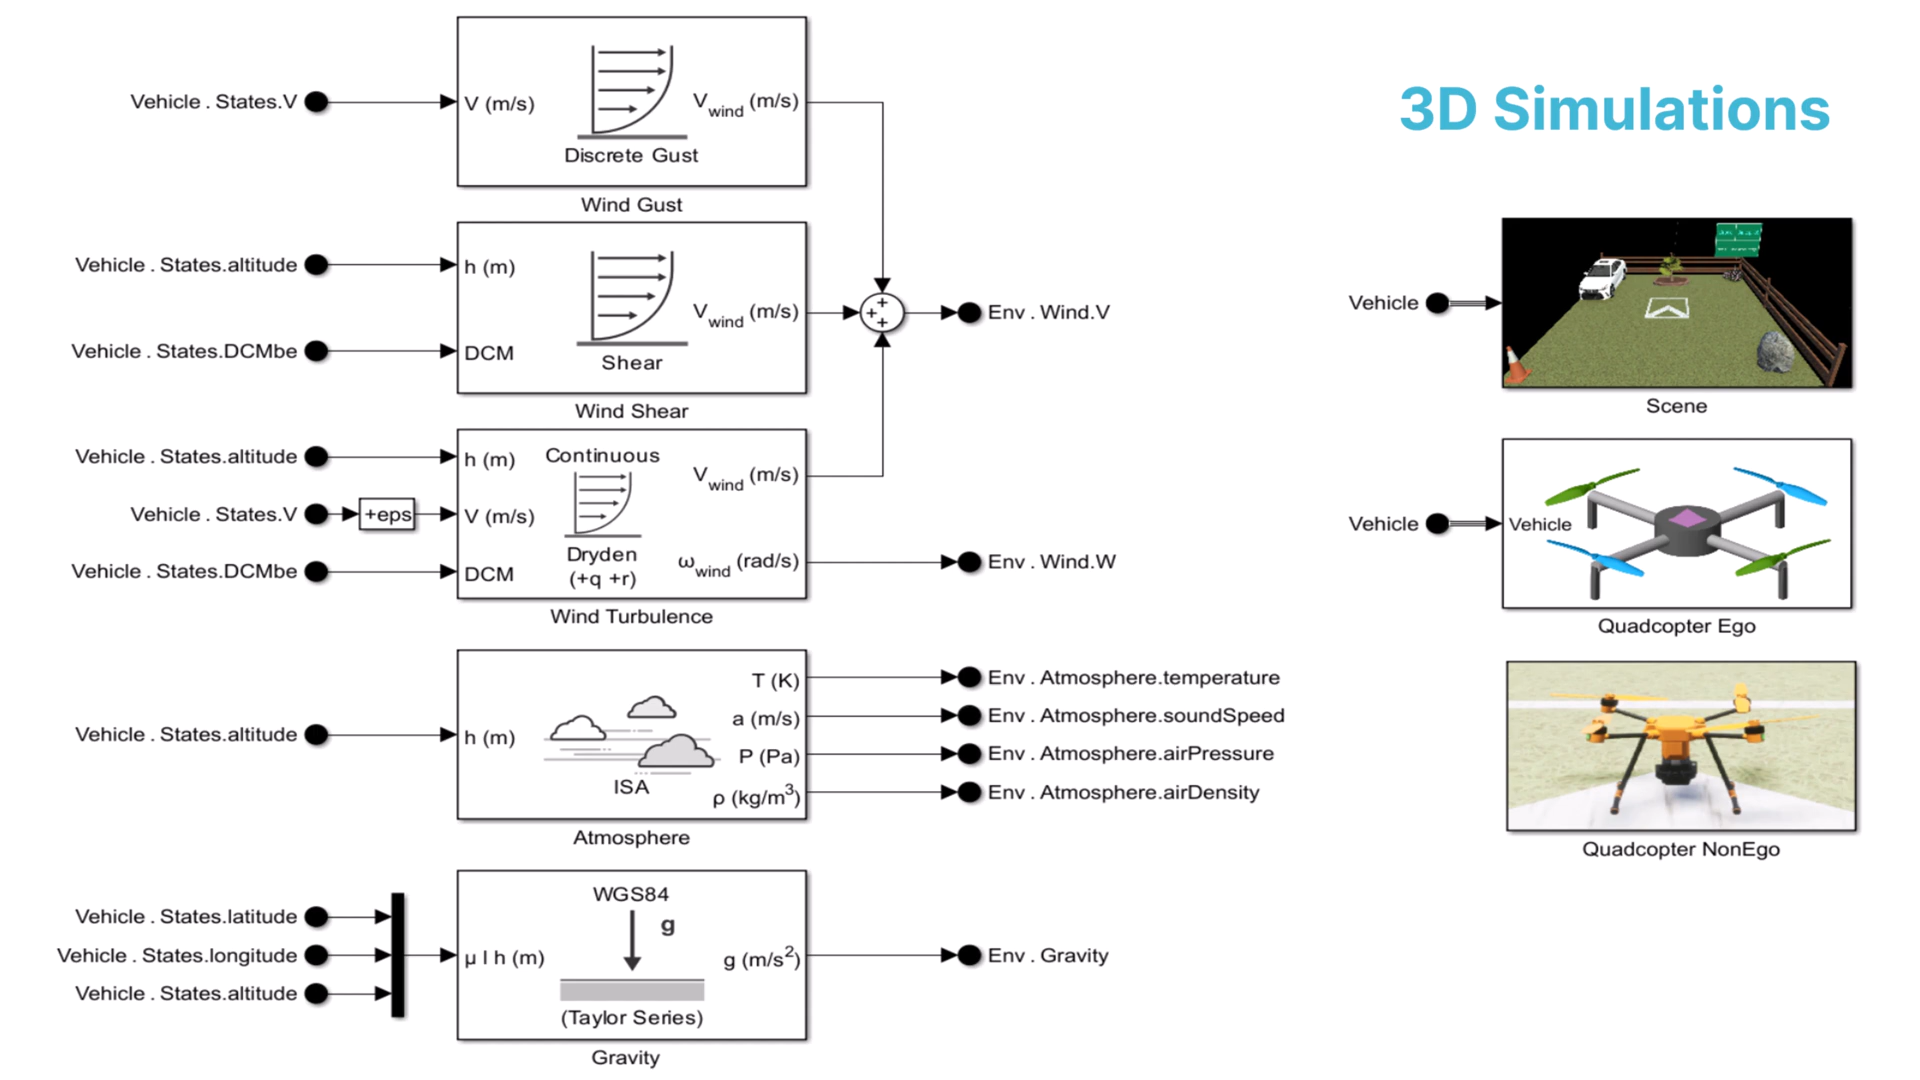 3D Simulations
Vehicle . States.V
V (m/s)
Vwind (m/s)
Discrete Gust
Wind Gust
Vehicle . States.altitude
h (m)
Vehicle . States.DCMbe
DCM
Vwind (m/s)
Shear
Wind Shear
+
+
+
Env . Wind.V
Vehicle . States.altitude
h (m)
Vehicle . States.V
+eps
V (m/s)
Vehicle . States.DCMbe
DCM
Continuous
Dryden
(+q +r)
Vwind (m/s)
ωwind (rad/s)
Env . Wind.W
Wind Turbulence
Vehicle . States.altitude
h (m)
ISA
T (K)
a (m/s)
P (Pa)
ρ (kg/m³)
Env . Atmosphere.temperature
Env . Atmosphere.soundSpeed
Env . Atmosphere.airPressure
Env . Atmosphere.airDensity
Atmosphere
Vehicle . States.latitude
Vehicle . States.longitude
Vehicle . States.altitude
μ l h (m)
WGS84
g
(Taylor Series)
g (m/s²)
Env . Gravity
Gravity
Vehicle
Scene
Vehicle
Vehicle
Quadcopter Ego
Quadcopter NonEgo